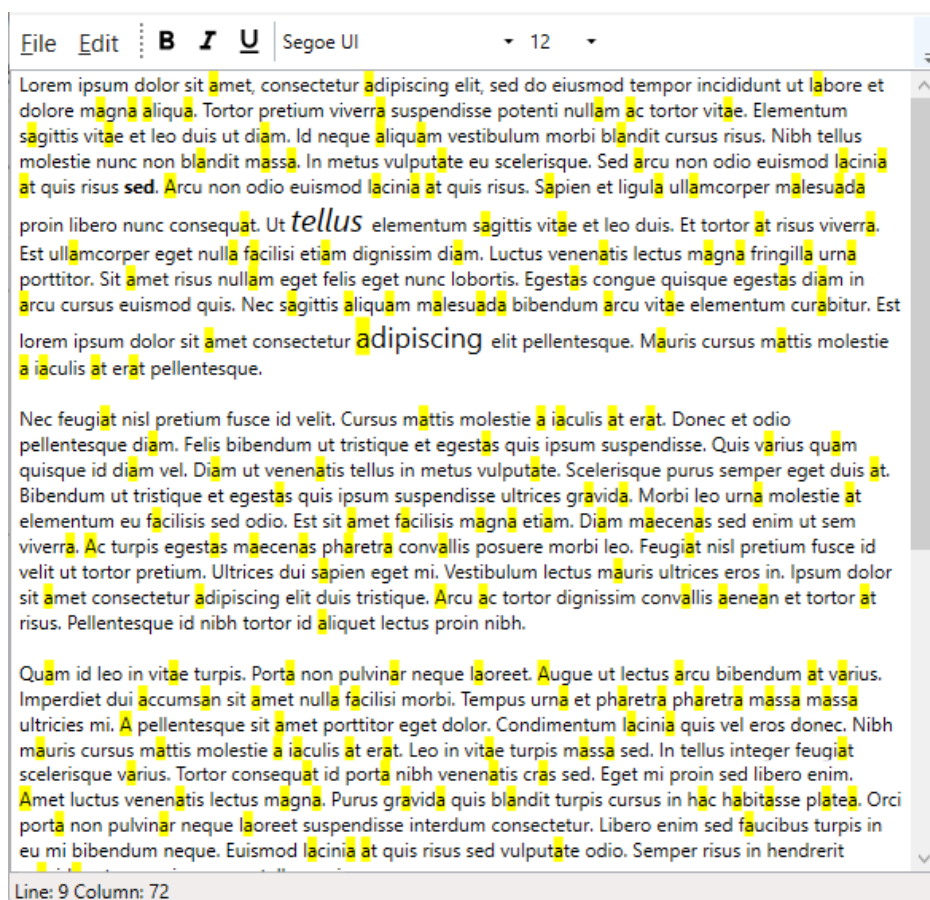 File Edit B I U Segoe UI 12
Lorem ipsum dolor sit amet, consectetur adipiscing elit, sed do eiusmod tempor incididunt ut labore et
dolore magna aliqua. Tortor pretium viverra suspendisse potenti nullam ac tortor vitae. Elementum
sagittis vitae et leo duis ut diam. Id neque aliquam vestibulum morbi blandit cursus risus. Nibh tellus
molestie nunc non blandit massa. In metus vulputate eu scelerisque. Sed arcu non odio euismod lacinia
at quis risus sed. Arcu non odio euismod lacinia at quis risus. Sapien et ligula ullamcorper malesuada
proin libero nunc consequat. Ut tellus elementum sagittis vitae et leo duis. Et tortor at risus viverra.
Est ullamcorper eget nulla facilisi etiam dignissim diam. Luctus venenatis lectus magna fringilla urna
porttitor. Sit amet risus nullam eget felis eget nunc lobortis. Egestas congue quisque egestas diam in
arcu cursus euismod quis. Nec sagittis aliquam malesuada bibendum arcu vitae elementum curabitur. Est
lorem ipsum dolor sit amet consectetur adipiscing elit pellentesque. Mauris cursus mattis molestie
a iaculis at erat pellentesque.
Nec feugiat nisl pretium fusce id velit. Cursus mattis molestie a iaculis at erat. Donec et odio
pellentesque diam. Felis bibendum ut tristique et egestas quis ipsum suspendisse. Quis varius quam
quisque id diam vel. Diam ut venenatis tellus in metus vulputate. Scelerisque purus semper eget duis at.
Bibendum ut tristique et egestas quis ipsum suspendisse ultrices gravida. Morbi leo urna molestie at
elementum eu facilisis sed odio. Est sit amet facilisis magna etiam. Diam maecenas sed enim ut sem
viverra. Ac turpis egestas maecenas pharetra convallis posuere morbi leo. Feugiat nisl pretium fusce id
velit ut tortor pretium. Ultrices dui sapien eget mi. Vestibulum lectus mauris ultrices eros in. Ipsum dolor
sit amet consectetur adipiscing elit duis tristique. Arcu ac tortor dignissim convallis aenean et tortor at
risus. Pellentesque id nibh tortor id aliquet lectus proin nibh.
Quam id leo in vitae turpis. Porta non pulvinar neque laoreet. Augue ut lectus arcu bibendum at varius.
Imperdiet dui accumsan sit amet nulla facilisi morbi. Tempus urna et pharetra pharetra massa massa
ultricies mi. A pellentesque sit amet porttitor eget dolor. Condimentum lacinia quis vel eros donec. Nibh
mauris cursus mattis molestie a iaculis at erat. Leo in vitae turpis massa sed. In tellus integer feugiat
scelerisque varius. Tortor consequat id porta nibh venenatis cras sed. Eget mi proin sed libero enim.
Amet luctus venenatis lectus magna. Purus gravida quis blandit turpis cursus in hac habitasse platea. Orci
porta non pulvinar neque laoreet suspendisse interdum consectetur. Libero enim sed faucibus turpis in
eu mi bibendum neque. Euismod lacinia at quis risus sed vulputate odio. Semper risus in hendrerit
Line: 9 Column: 72